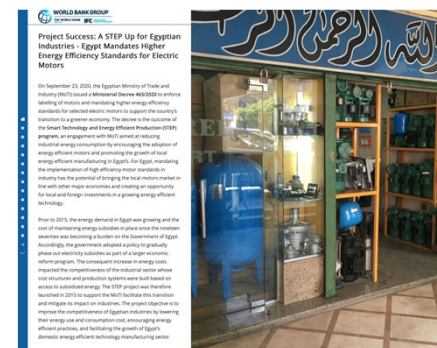 WORLD BANK GROUP
THE WORLD BANK IFC
Project Success: A STEP Up for Egyptian
Industries - Egypt Mandates Higher
Energy Efficiency Standards for Electric
Motors
On September 23, 2020, the Egyptian Ministry of Trade and
Industry (MoTI) issued a Ministerial Decree 463/2020 to enforce
labelling of motors and mandating higher energy efficiency
standards for selected electric motors to support the country's
transition to a greener economy. The decree is the outcome of
the Smart Technology and Energy Efficient Production (STEP)
program, an engagement with MoTI aimed at reducing
industrial energy consumption by encouraging the adoption of
energy efficient motors and promoting the growth of local
energy efficient manufacturing in Egypt's. For Egypt, mandating
the implementation of high efficiency motor standards in
industry has the potential of bringing the local motors market in
line with other major economies and creating an opportunity
for local and foreign investments in a growing energy efficient
technology.
Prior to 2015, the energy demand in Egypt was growing and the
cost of maintaining energy subsidies in place since the nineteen
seventies was becoming a burden on the Government of Egypt.
Accordingly, the government adopted a policy to gradually
phase out electricity subsidies as part of a larger economic
reform program. The consequent increase in energy costs
impacted the competitiveness of the industrial sector whose
cost structures and production systems were built based on
access to subsidized energy. The STEP project was therefore
launched in 2015 to support the MoTI facilitate this transition
and mitigate its impact on industries. The project objective is to
improve the competitiveness of Egyptian industries by lowering
their energy use and consumption cost, encouraging energy
efficient practices, and facilitating the growth of Egypt's
domestic energy efficient technology manufacturing sector.
الله الرحمن الر